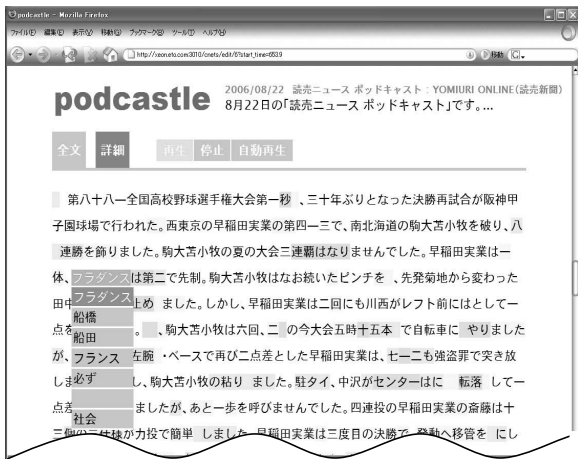 podcastle - Mozilla Firefox
ファイル(F) 編集(E) 表示(V) 移動(G) ブックマーク(B) ツール(T) ヘルプ(H)
http://xeon.eto.com:3010/cnets/edit/6?start_time=6539 移動
podcastle
2006/08/22 読売ニュース ポッドキャスト : YOMIURI ONLINE(読売新聞)
8月22日の「読売ニュース ポッドキャスト」です。...
全文 詳細 再生 停止 自動再生
第八十八一全国高校野球選手権大会第一秒 、三十年ぶりとなった決勝再試合が阪神甲
子園球場で行われた。西東京の早稲田実業の第四一三で、南北海道の駒大苫小牧を破り、八
連勝を飾りました。駒大苫小牧の夏の大会三連覇はなりませんでした。早稲田実業は一
体、フラダンスは第二で先制。駒大苫小牧はなお続いたピンチを 、先発菊地から変わった
田中 止め ました。しかし、早稲田実業は二回にも川西がレフト前にはとして一
点を 。 、駒大苫小牧は六回、二 の今大会五時十五本 で自転車に やりました
が、 左腕 ・ベースで再び二点差とした早稲田実業は、七一二も強盗罪で突き放
しま し、駒大苫小牧の粘り ました。駐タイ、中沢がセンターはに 転落 して一
点差 ましたが、あと一歩を呼びませんでした。四連投の早稲田実業の斎藤は十
三個の三仕様が力投で簡単 しました。早稲田実業は三度目の決勝で 発動へ移管を にし
フラダンス
船橋
船田
フランス
必ず
社会